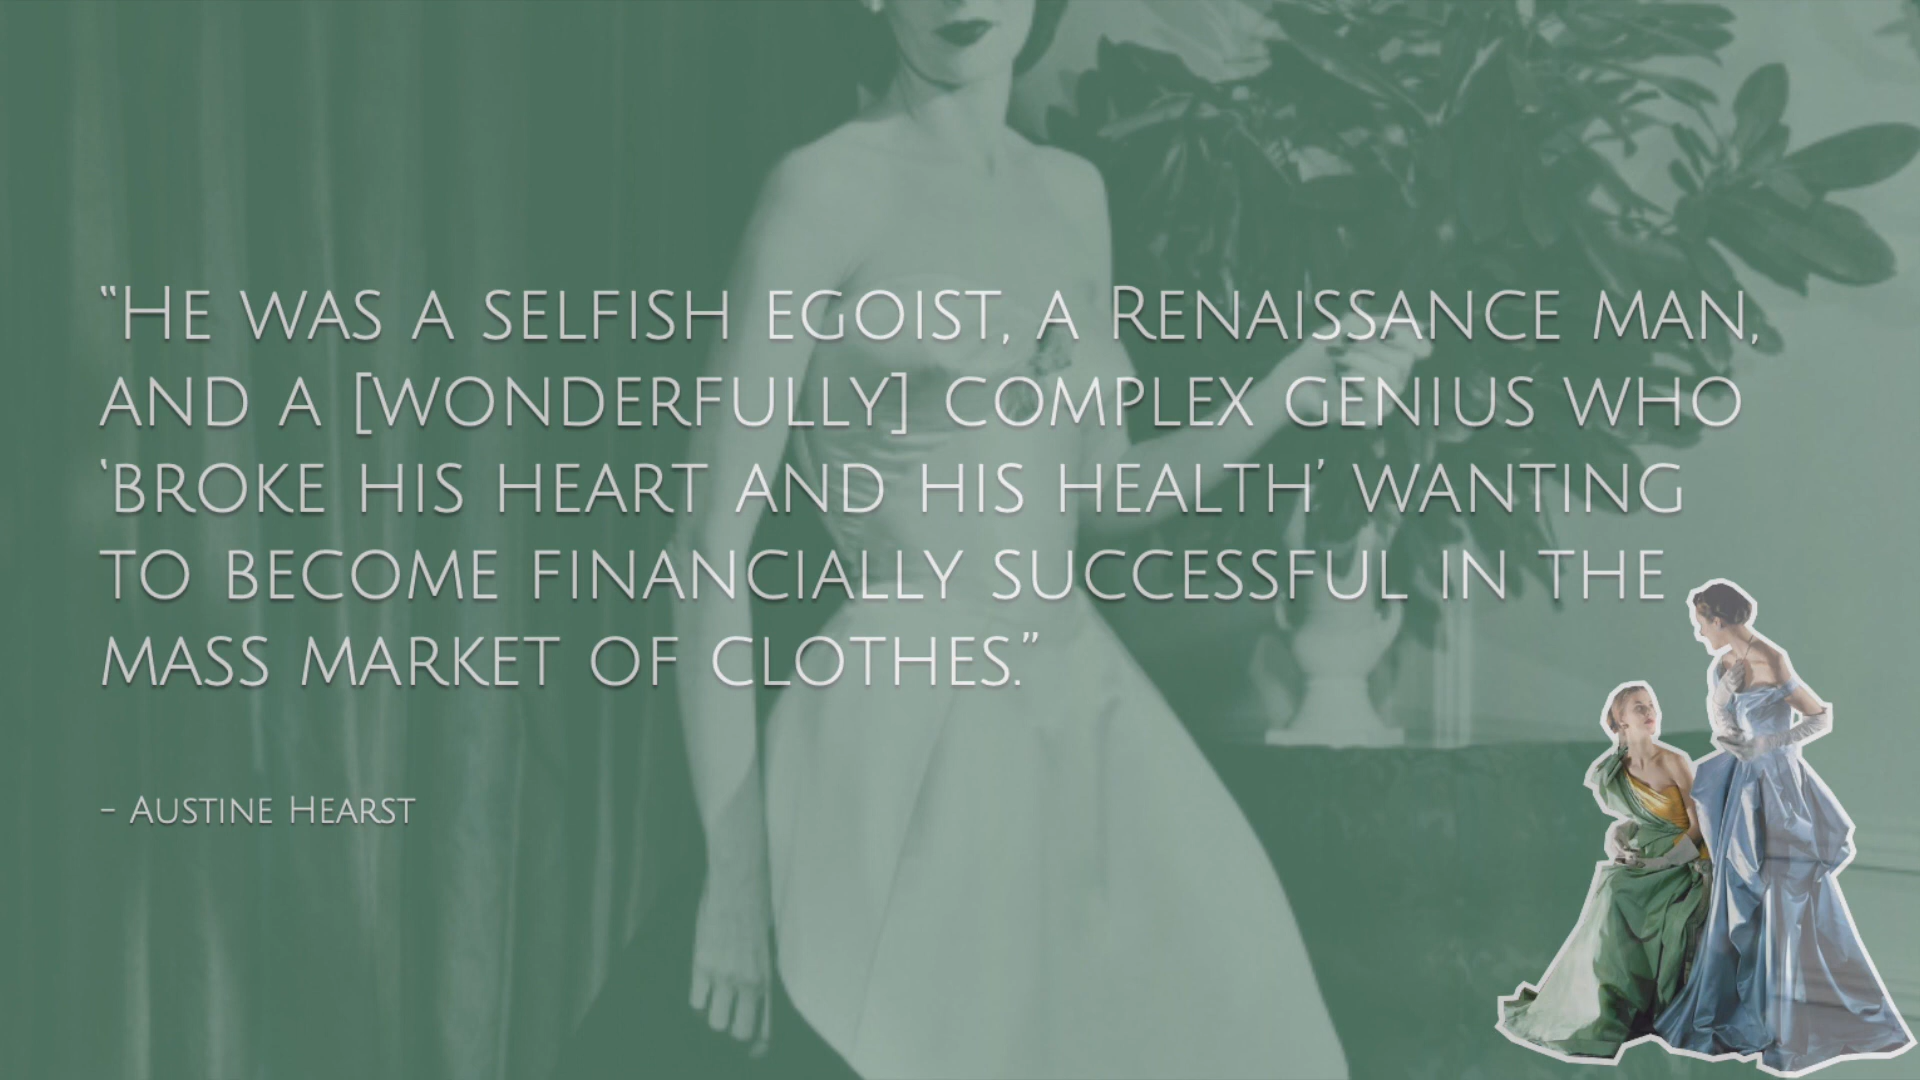 “He was a selfish egoist, a Renaissance man,
and a [wonderfully] complex genius who
‘broke his heart and his health’ wanting
to become financially successful in the
mass market of clothes.”
– Austine Hearst